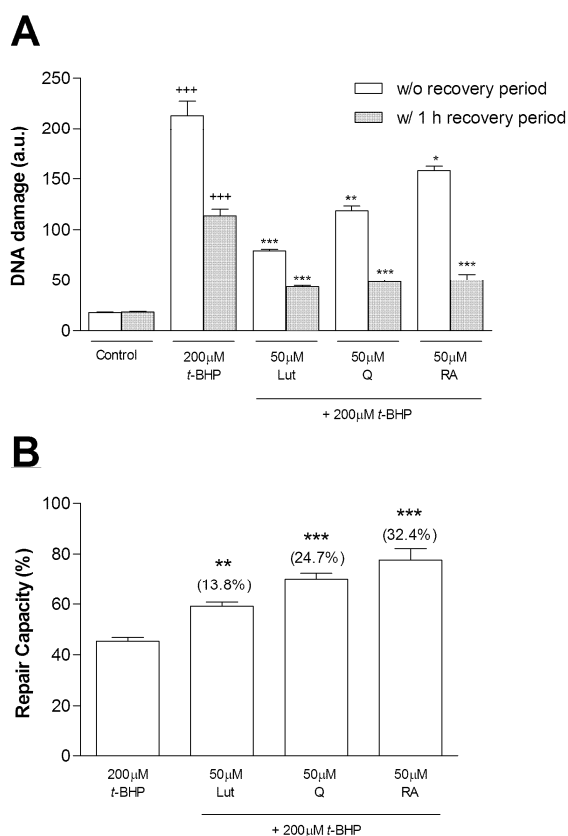 A
DNA damage (a.u.)
250
200
150
100
50
0
w/o recovery period
w/ 1 h recovery period
+++
+++
***
***
**
***
*
***
Control
200µM
t-BHP
50µM
Lut
50µM
Q
50µM
RA
+ 200µM t-BHP
B
Repair Capacity (%)
100
80
60
40
20
0
**
(13.8%)
***
(24.7%)
***
(32.4%)
200µM
t-BHP
50µM
Lut
50µM
Q
50µM
RA
+ 200µM t-BHP